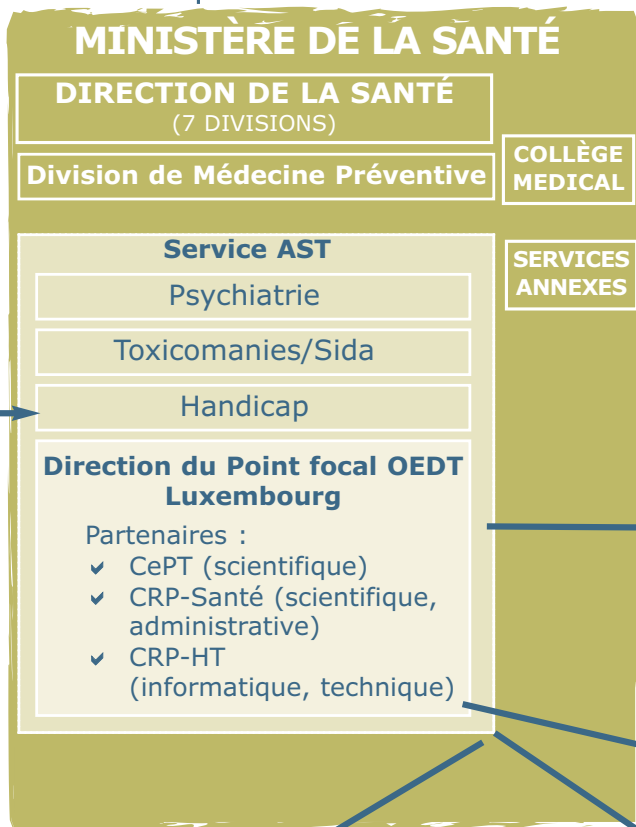 MINISTÈRE DE LA SANTÉ
DIRECTION DE LA SANTÉ
(7 DIVISIONS)
Division de Médecine Préventive
COLLÈGE
MEDICAL
Service AST
SERVICES
ANNEXES
Psychiatrie
Toxicomanies/Sida
Handicap
Direction du Point focal OEDT
Luxembourg
Partenaires :
CePT (scientifique)
CRP-Santé (scientifique,
administrative)
CRP-HT
(informatique, technique)